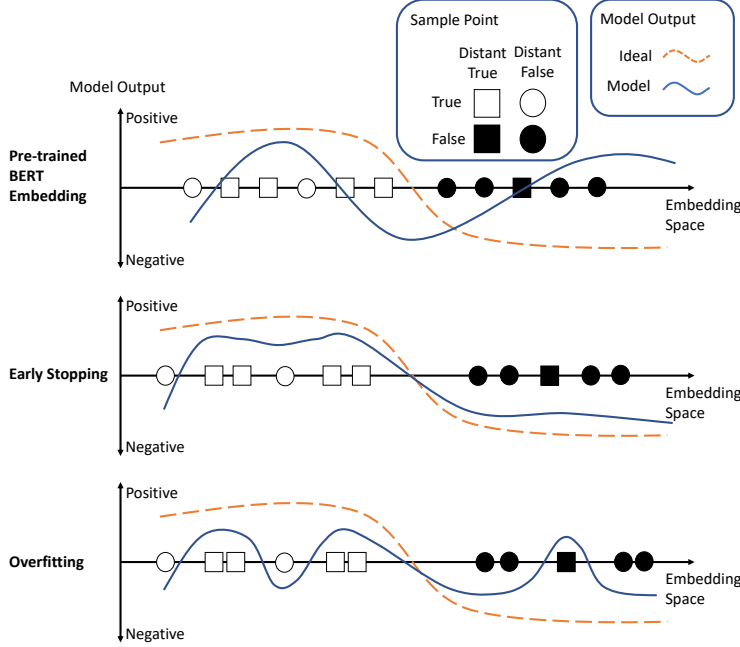 Sample Point
Distant
True
Distant
False
True
False
Model Output
Ideal
Model
Model Output
Positive
Pre-trained
BERT
Embedding
Embedding
Space
Negative
Positive
Early Stopping
Embedding
Space
Negative
Positive
Overfitting
Embedding
Space
Negative